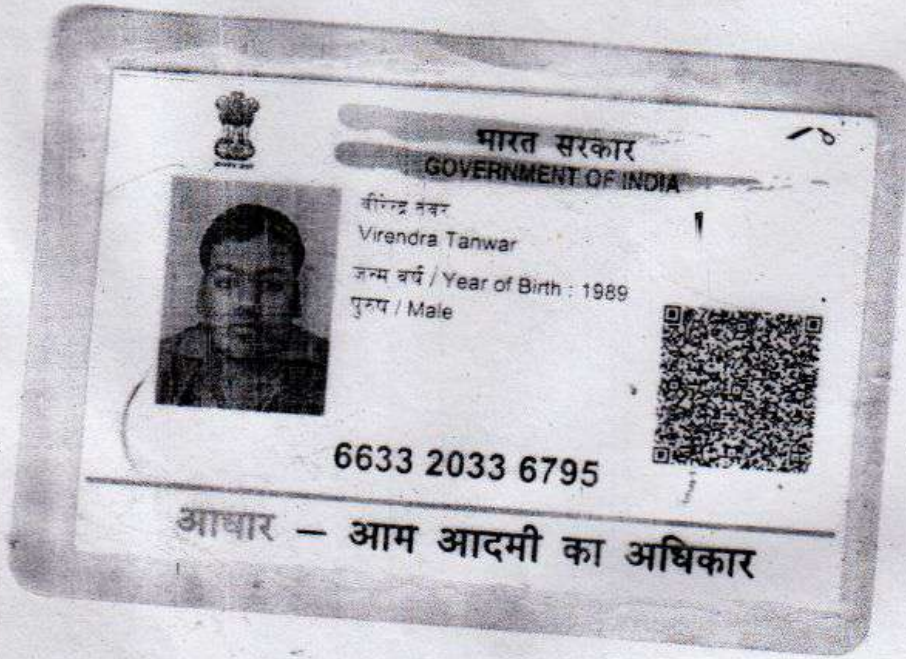 भारत सरकार
GOVERNMENT OF INDIA
वीरेन्द्र तंवर
Virendra Tanwar
जन्म वर्ष / Year of Birth : 1989
पुरुष / Male
6633 2033 6795
आधार – आम आदमी का अधिकार